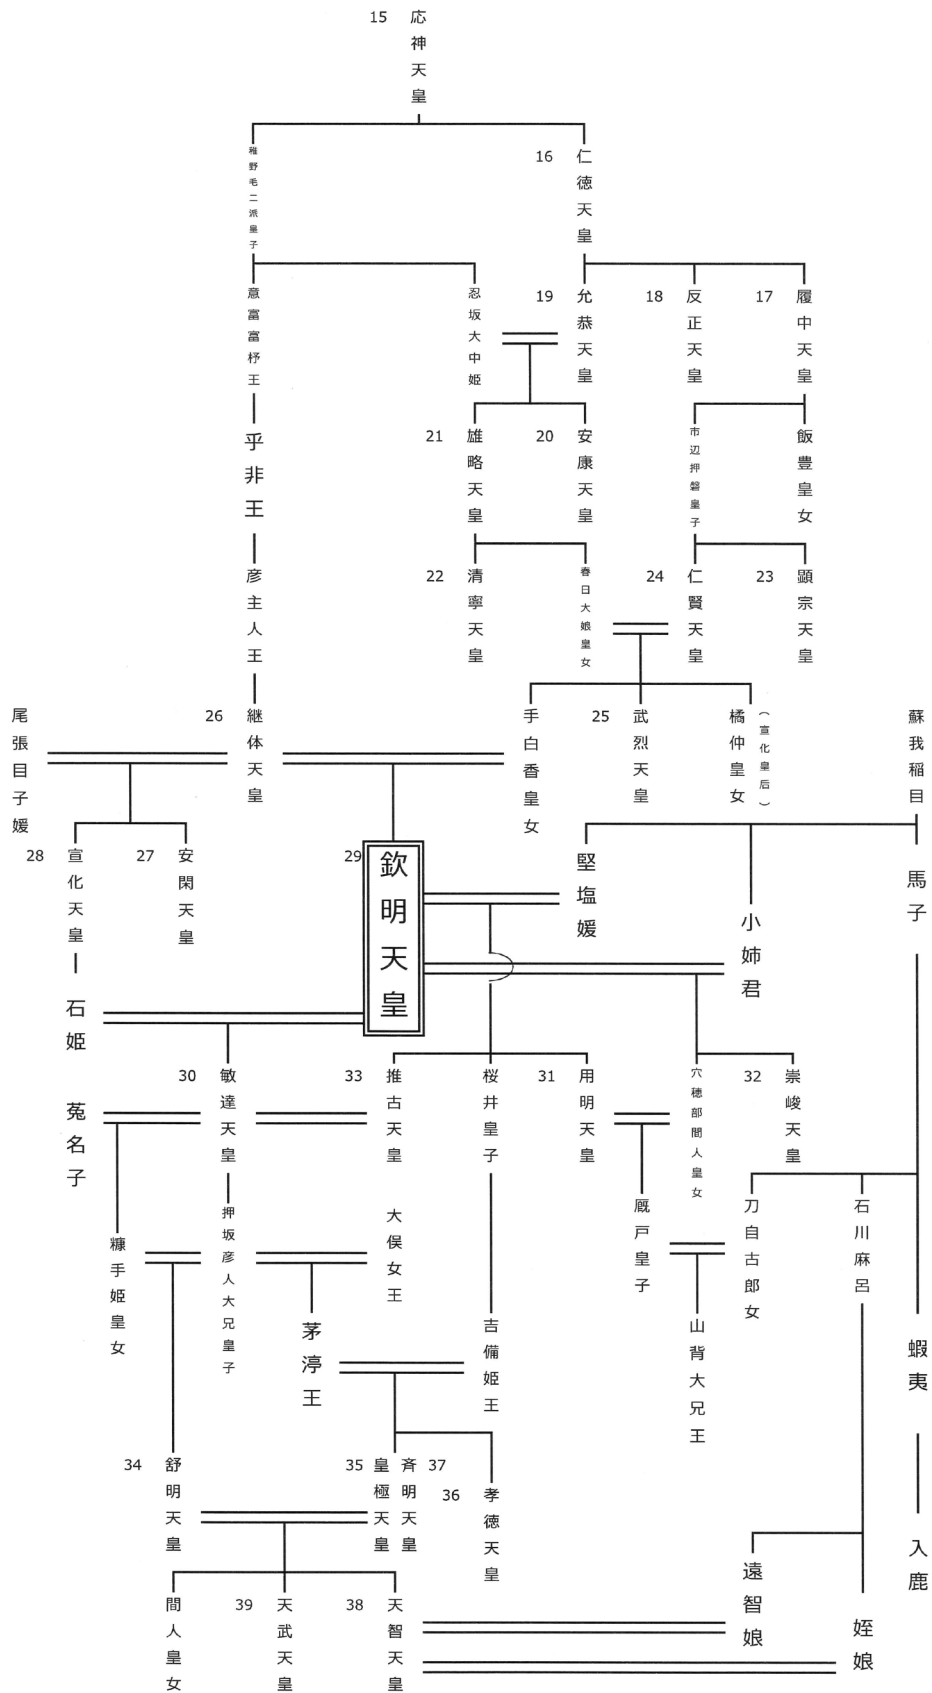 15 応神天皇
稚野毛二派皇子
16 仁徳天皇
意富富杼王
忍坂大中姫
19 允恭天皇
18 反正天皇
17 履中天皇
乎非王
21 雄略天皇
20 安康天皇
市辺押磐皇子
飯豊皇女
彦主人王
22 清寧天皇
春日大娘皇女
24 仁賢天皇
23 顕宗天皇
尾張目子媛
26 継体天皇
手白香皇女
25 武烈天皇
橘仲皇女
(宣化皇后)
蘇我稲目
28 宣化天皇
27 安閑天皇
29 欽明天皇
堅塩媛
小姉君
馬子
石姫
30 敏達天皇
33 推古天皇
桜井皇子
31 用明天皇
穴穂部間人皇女
32 崇峻天皇
菟名子
糠手姫皇女
押坂彦人大兄皇子
大俣女王
厩戸皇子
刀自古郎女
石川麻呂
茅渟王
吉備姫王
山背大兄王
蝦夷
34 舒明天皇
35 皇極天皇
斉明天皇 37
36 孝徳天皇
入鹿
遠智娘
姪娘
間人皇女
39 天武天皇
38 天智天皇